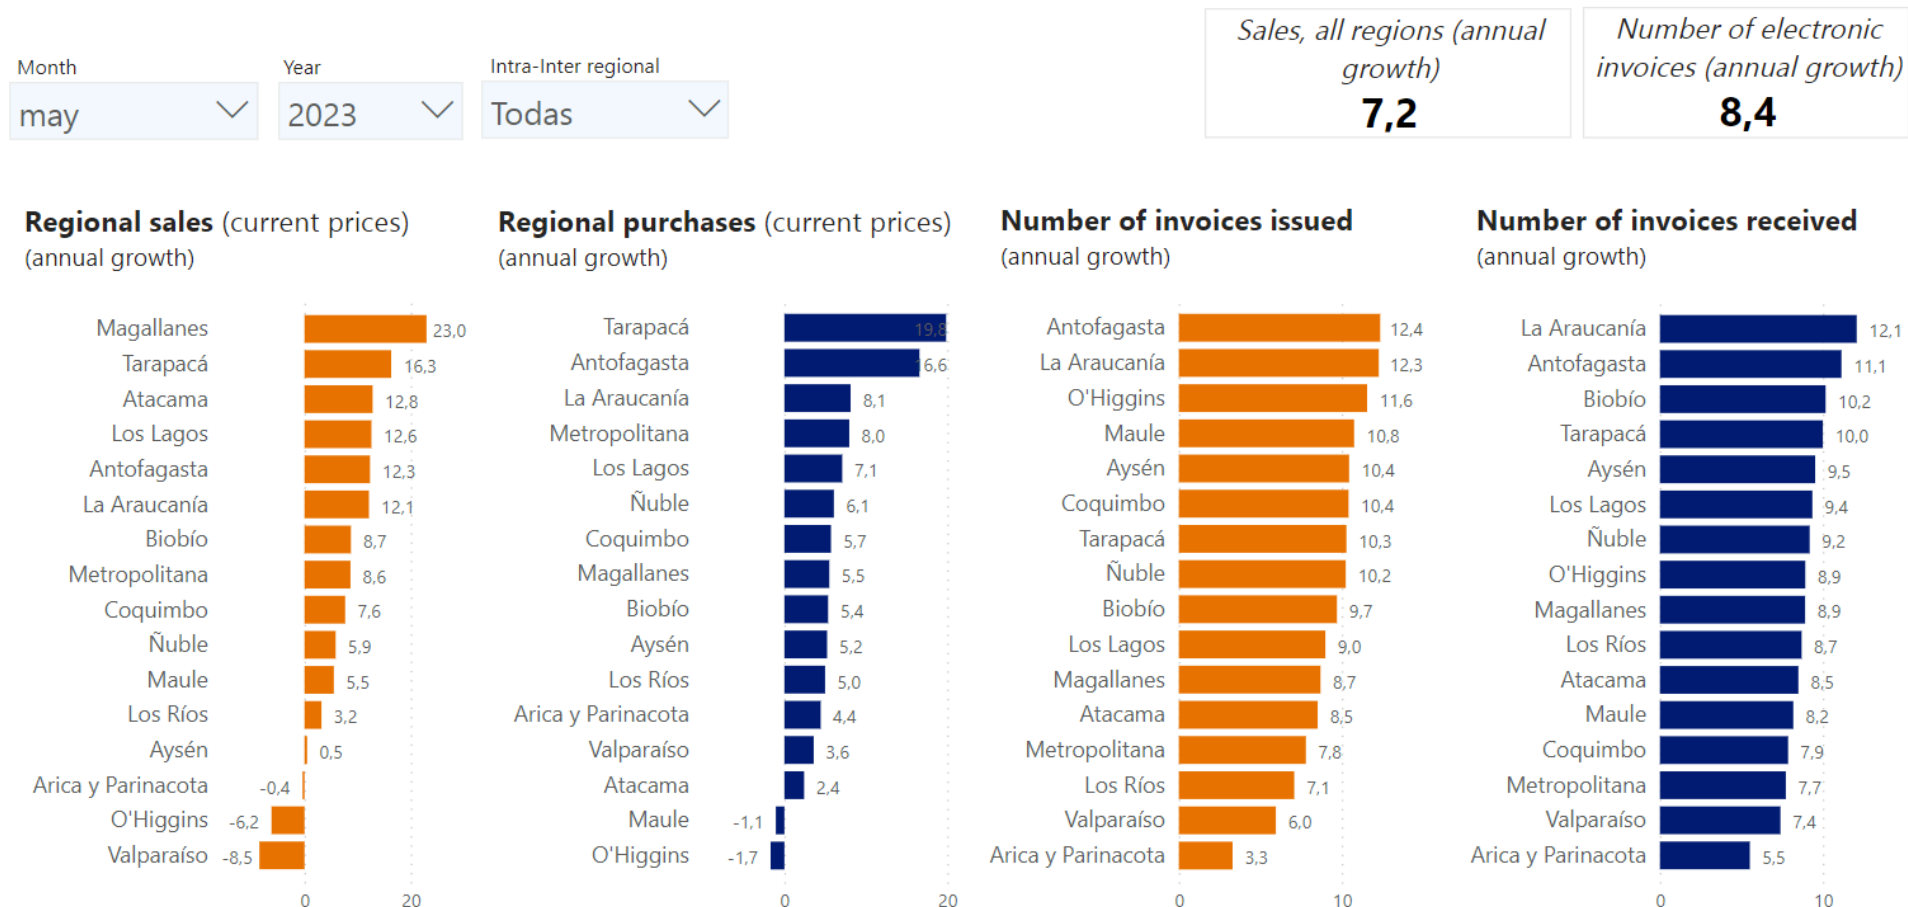 Month
may
Year
2023
Intra-Inter regional
Todas
Sales, all regions (annual
growth)
7,2
Number of electronic
invoices (annual growth)
8,4
Regional sales (current prices)
(annual growth)
Magallanes 23,0
Tarapacá 16,3
Atacama 12,8
Los Lagos 12,6
Antofagasta 12,3
La Araucanía 12,1
Biobío 8,7
Metropolitana 8,6
Coquimbo 7,6
Ñuble 5,9
Maule 5,5
Los Ríos 3,2
Aysén 0,5
Arica y Parinacota -0,4
O'Higgins -6,2
Valparaíso -8,5
0 20
Regional purchases (current prices)
(annual growth)
Tarapacá 19,8
Antofagasta 16,6
La Araucanía 8,1
Metropolitana 8,0
Los Lagos 7,1
Ñuble 6,1
Coquimbo 5,7
Magallanes 5,5
Biobío 5,4
Aysén 5,2
Los Ríos 5,0
Arica y Parinacota 4,4
Valparaíso 3,6
Atacama 2,4
Maule -1,1
O'Higgins -1,7
0 20
Number of invoices issued
(annual growth)
Antofagasta 12,4
La Araucanía 12,3
O'Higgins 11,6
Maule 10,8
Aysén 10,4
Coquimbo 10,4
Tarapacá 10,3
Ñuble 10,2
Biobío 9,7
Los Lagos 9,0
Magallanes 8,7
Atacama 8,5
Metropolitana 7,8
Los Ríos 7,1
Valparaíso 6,0
Arica y Parinacota 3,3
0 10
Number of invoices received
(annual growth)
La Araucanía 12,1
Antofagasta 11,1
Biobío 10,2
Tarapacá 10,0
Aysén 9,5
Los Lagos 9,4
Ñuble 9,2
O'Higgins 8,9
Magallanes 8,9
Los Ríos 8,7
Atacama 8,5
Maule 8,2
Coquimbo 7,9
Metropolitana 7,7
Valparaíso 7,4
Arica y Parinacota 5,5
0 10